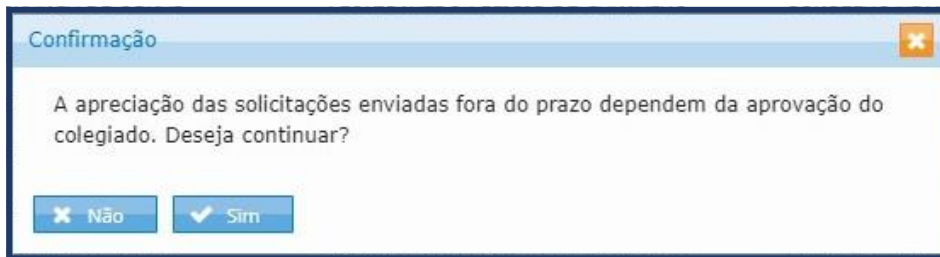 Confirmação
A apreciação das solicitações enviadas fora do prazo dependem da aprovação do
colegiado. Deseja continuar?
Não Sim